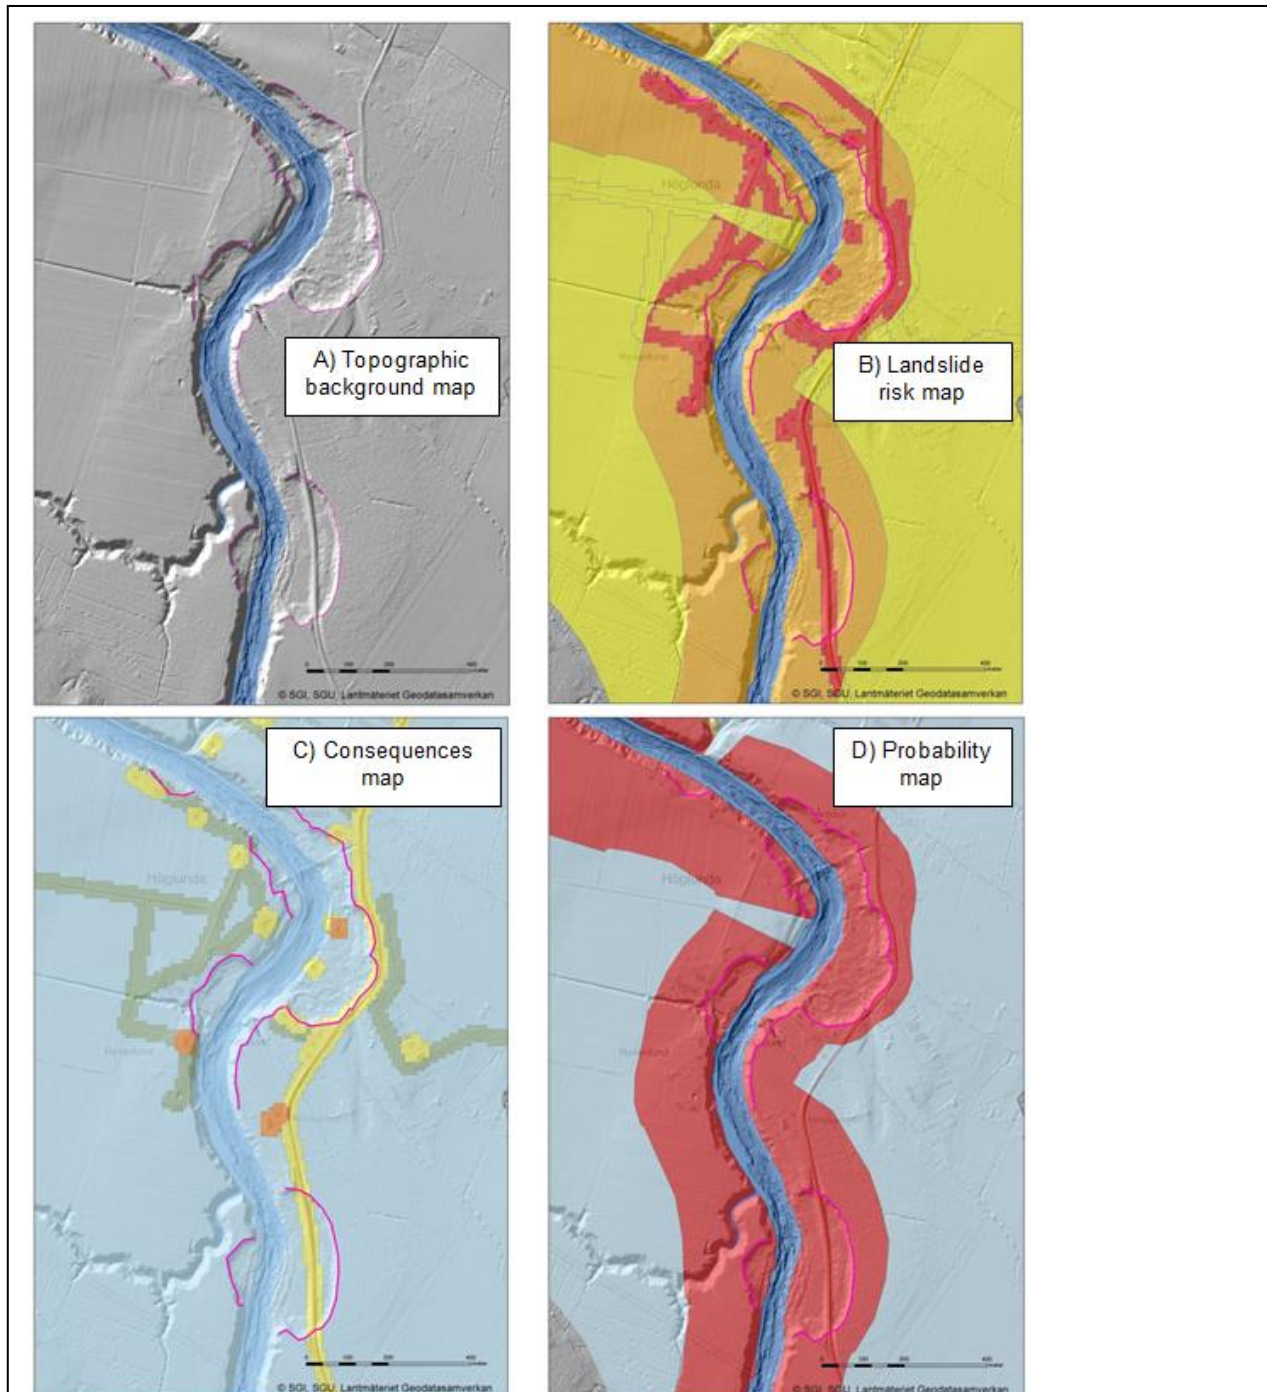 A) Topographic
background map
© SGI, SGU, Lantmäteriet Geodatasamverkan
Höglunda
B) Landslide
risk map
© SGI, SGU, Lantmäteriet Geodatasamverkan
C) Consequences
map
Höglunda
© SGI, SGU, Lantmäteriet Geodatasamverkan
D) Probability
map
Höglunda
© SGI, SGU, Lantmäteriet Geodatasamverkan